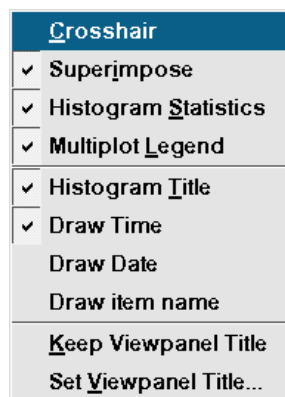 Crosshair
Superimpose
Histogram Statistics
Multiplot Legend
Histogram Title
Draw Time
Draw Date
Draw item name
Keep Viewpanel Title
Set Viewpanel Title...